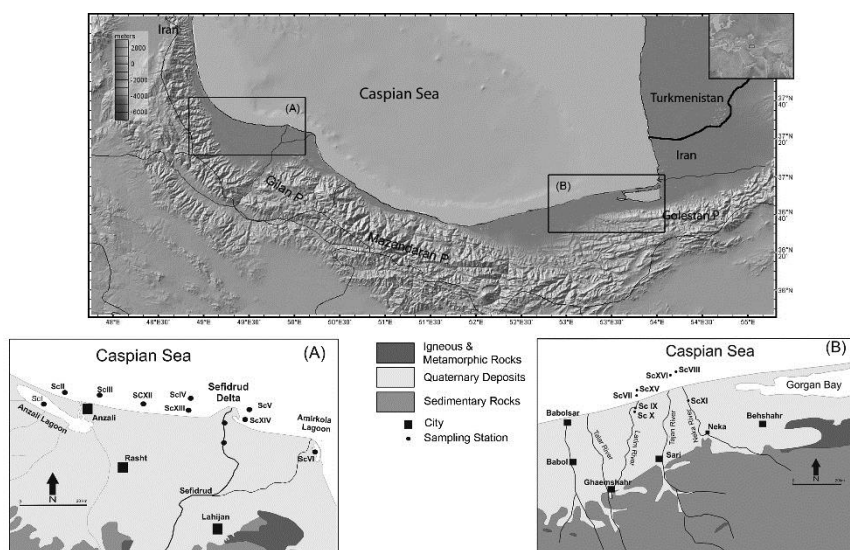 Iran
meters
3000
0
-2000
-4000
-6000
Caspian Sea
Turkmenistan
Iran
(A)
(B)
Gilan P.
Mazandaran P.
Golestan P.
37°N
40
37°N
20
37°N
36°N
40
36°N
20
36°N
48°E
48°E30
49°E
49°E30
50°E
50°E30
51°E
51°E30
52°E
52°E30
53°E
53°E30
54°E
54°E30
55°E
Caspian Sea
(A)
ScI
ScII
ScIII
ScXII
ScIV
ScXIII
Sefidrud
Delta
ScV
ScXIV
Amirkola
Lagoon
ScVI
Anzali Lagoon
Anzali
Rasht
Sefidrud
Lahijan
N
Igneous &
Metamorphic Rocks
Quaternary Deposits
Sedimentary Rocks
City
Sampling Station
Caspian Sea
(B)
ScXVI
ScVIII
ScXV
ScVII
Sc IX
Sc X
ScXI
Gorgan Bay
Babolsar
Talar River
Larim River
Tajan River
Neka River
Neka
Behshahr
Babol
Sari
Ghaemshahr
N